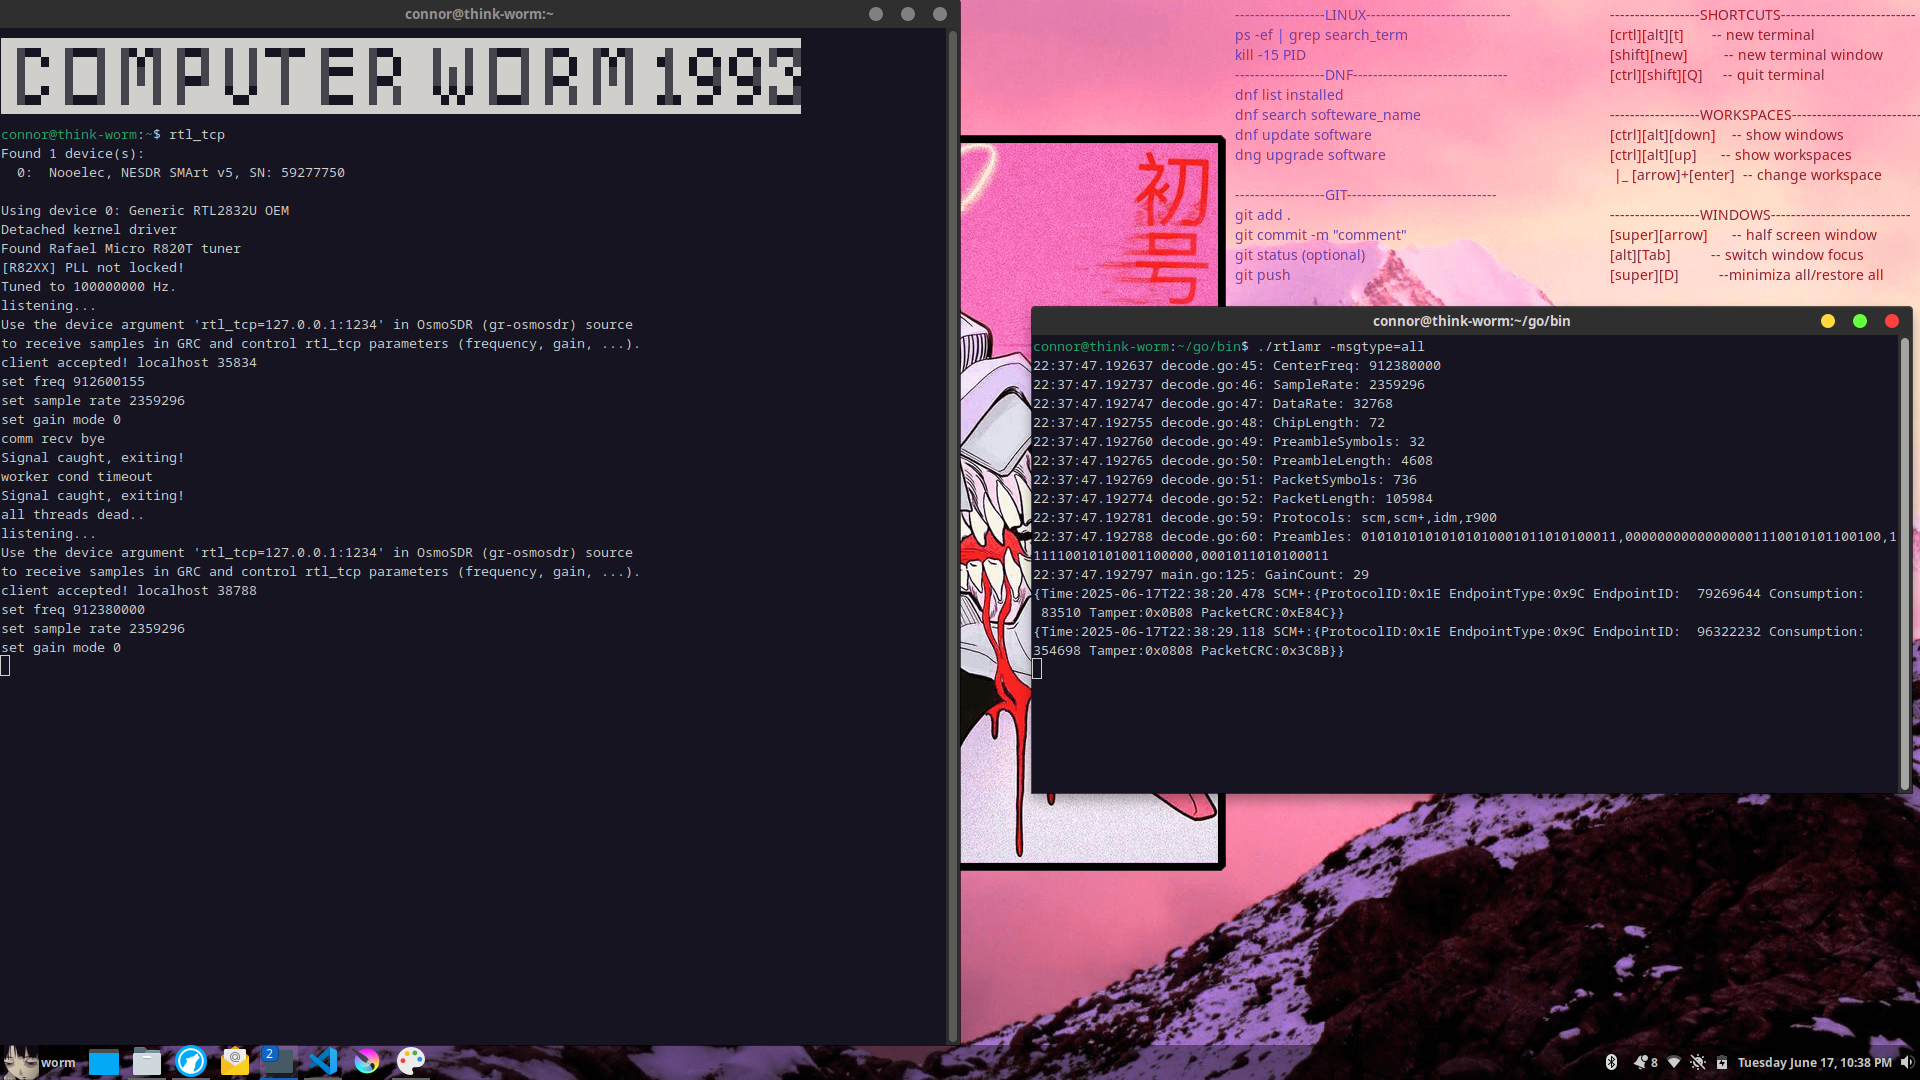 connor@think-worm:~
COMPUTER WORM 1993
connor@think-worm:~$ rtl_tcp
Found 1 device(s):
  0:  Nooelec, NESDR SMArt v5, SN: 59277750
Using device 0: Generic RTL2832U OEM
Detached kernel driver
Found Rafael Micro R820T tuner
[R82XX] PLL not locked!
Tuned to 100000000 Hz.
listening...
Use the device argument 'rtl_tcp=127.0.0.1:1234' in OsmoSDR (gr-osmosdr) source
to receive samples in GRC and control rtl_tcp parameters (frequency, gain, ...).
client accepted! localhost 35834
set freq 912600155
set sample rate 2359296
set gain mode 0
comm recv bye
Signal caught, exiting!
worker cond timeout
Signal caught, exiting!
all threads dead..
listening...
Use the device argument 'rtl_tcp=127.0.0.1:1234' in OsmoSDR (gr-osmosdr) source
to receive samples in GRC and control rtl_tcp parameters (frequency, gain, ...).
client accepted! localhost 38788
set freq 912380000
set sample rate 2359296
set gain mode 0
初
号
------------------LINUX-----------------------------
ps -ef | grep search_term
kill -15 PID
------------------DNF-------------------------------
dnf list installed
dnf search softeware_name
dnf update software
dng upgrade software
------------------GIT------------------------------
git add .
git commit -m "comment"
git status (optional)
git push
------------------SHORTCUTS---------------------------
[crtl][alt][t]       -- new terminal
[shift][new]         -- new terminal window
[ctrl][shift][Q]     -- quit terminal
------------------WORKSPACES--------------------------
[ctrl][alt][down]    -- show windows
[ctrl][alt][up]      -- show workspaces
|_ [arrow]+[enter]  -- change workspace
------------------WINDOWS----------------------------
[super][arrow]      -- half screen window
[alt][Tab]          -- switch window focus
[super][D]          --minimiza all/restore all
connor@think-worm:~/go/bin
connor@think-worm:~/go/bin$ ./rtlamr -msgtype=all
22:37:47.192637 decode.go:45: CenterFreq: 912380000
22:37:47.192737 decode.go:46: SampleRate: 2359296
22:37:47.192747 decode.go:47: DataRate: 32768
22:37:47.192755 decode.go:48: ChipLength: 72
22:37:47.192760 decode.go:49: PreambleSymbols: 32
22:37:47.192765 decode.go:50: PreambleLength: 4608
22:37:47.192769 decode.go:51: PacketSymbols: 736
22:37:47.192774 decode.go:52: PacketLength: 105984
22:37:47.192781 decode.go:59: Protocols: scm,scm+,idm,r900
22:37:47.192788 decode.go:60: Preambles: 01010101010101010001011010100011,00000000000000001110010101100100,1
111110010101001100000,0001011010100011
22:37:47.192797 main.go:125: GainCount: 29
{Time:2025-06-17T22:38:20.478 SCM+:{ProtocolID:0x1E EndpointType:0x9C EndpointID:  79269644 Consumption:
 83510 Tamper:0x0B08 PacketCRC:0xE84C}}
{Time:2025-06-17T22:38:29.118 SCM+:{ProtocolID:0x1E EndpointType:0x9C EndpointID:  96322232 Consumption:
354698 Tamper:0x0808 PacketCRC:0x3C8B}}
worm
2
8
Tuesday June 17, 10:38 PM